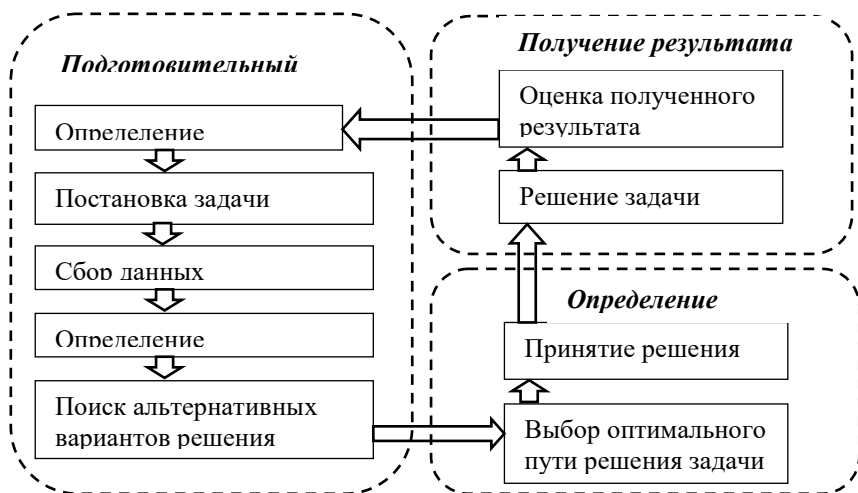 Подготовительный
Определение
Постановка задачи
Сбор данных
Определение
Поиск альтернативных
вариантов решения
Получение результата
Оценка полученного
результата
Решение задачи
Определение
Принятие решения
Выбор оптимального
пути решения задачи